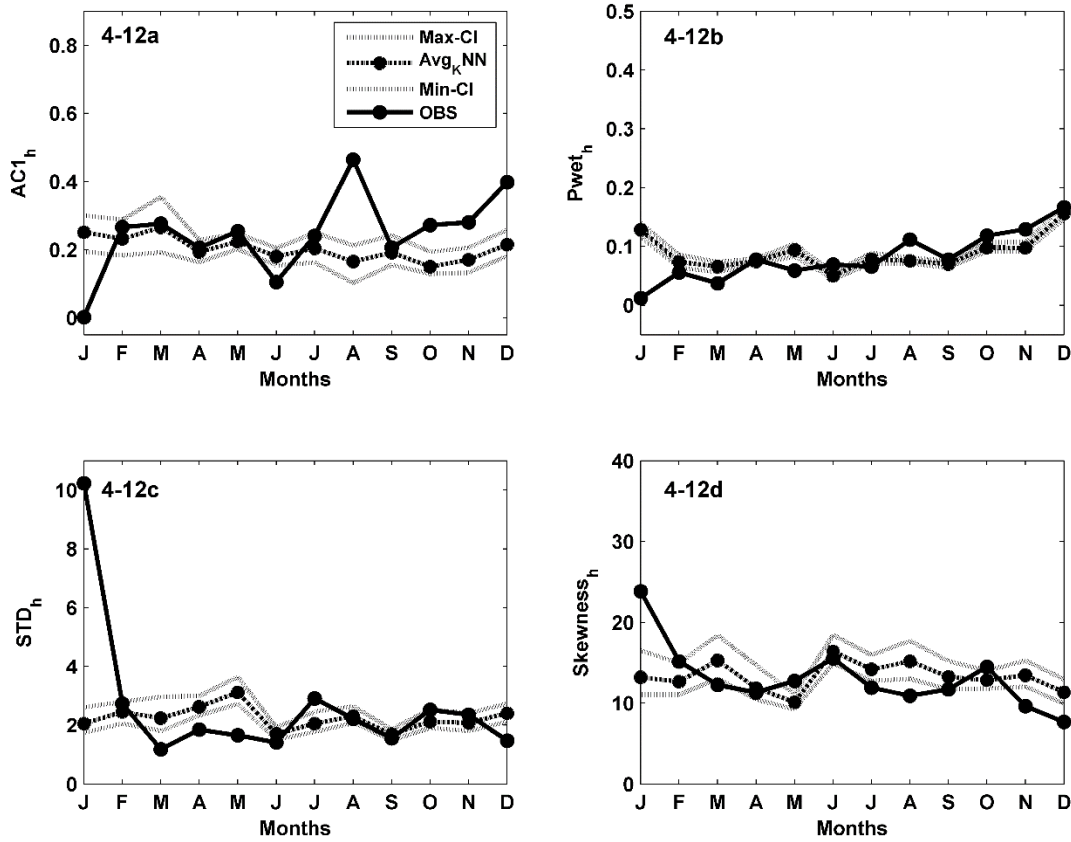 4-12a
Max-CI
Avg_KNN
Min-CI
OBS
0.8
0.6
0.4
0.2
0
AC1_h
J F M A M J J A S O N D
Months
4-12b
0.5
0.4
0.3
0.2
0.1
0
Pwet_h
J F M A M J J A S O N D
Months
4-12c
10
8
6
4
2
0
STD_h
J F M A M J J A S O N D
Months
4-12d
40
30
20
10
0
Skewness_h
J F M A M J J A S O N D
Months